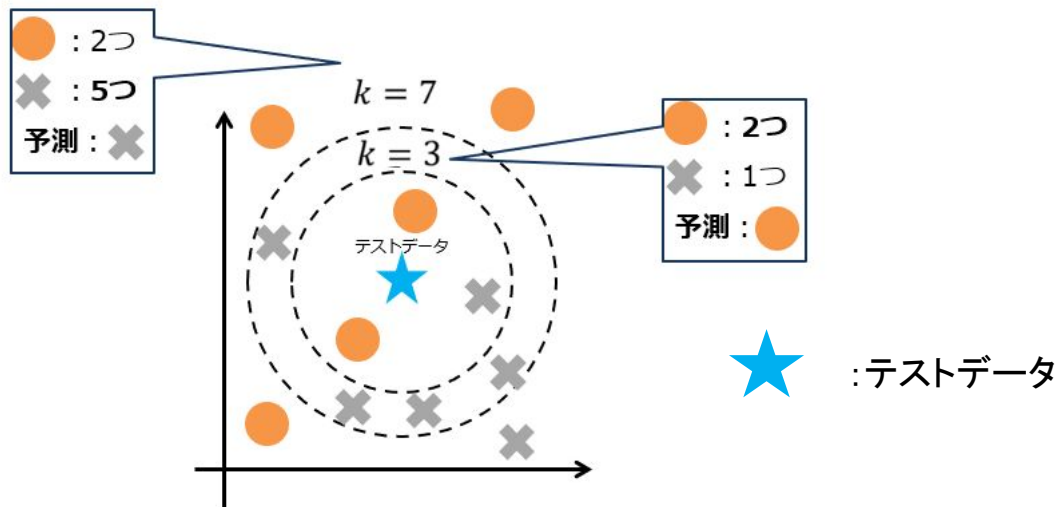 : 2つ
: 5つ
予測 :
k = 7
k = 3
: 2つ
: 1つ
予測 :
テストデータ
:テストデータ